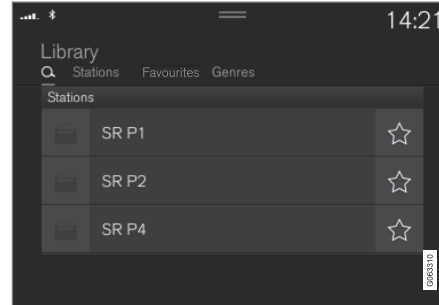 14:21
Library
Stations Favourites Genres
Stations
SR P1
SR P2
SR P4
G063310